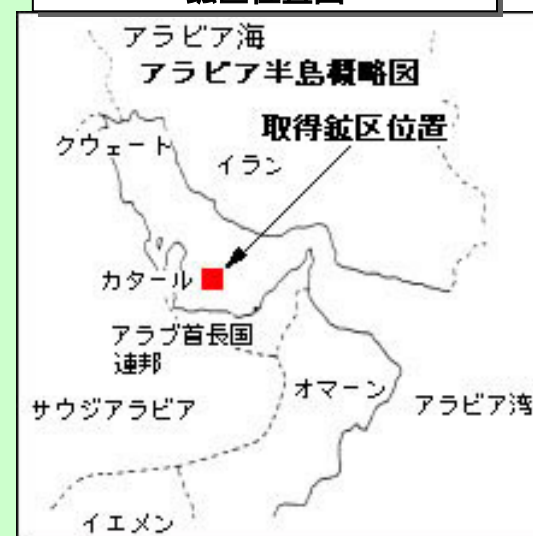 アラビア海
アラビア半島概略図
取得鉱区位置
クウェート
イラン
カタール
アラブ首長国
連邦
オマーン
サウジアラビア
アラビア湾
イエメン